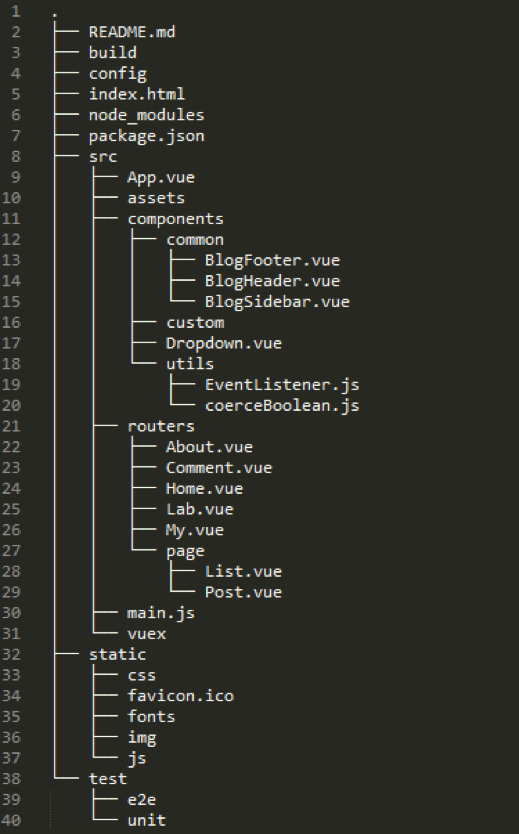 1 .
2 ├── README.md
3 ├── build
4 ├── config
5 ├── index.html
6 ├── node_modules
7 ├── package.json
8 ├── src
9 │   ├── App.vue
10 │   ├── assets
11 │   ├── components
12 │   │   ├── common
13 │   │   │   ├── BlogFooter.vue
14 │   │   │   ├── BlogHeader.vue
15 │   │   │   └── BlogSidebar.vue
16 │   │   ├── custom
17 │   │   ├── Dropdown.vue
18 │   │   └── utils
19 │   │       ├── EventListener.js
20 │   │       └── coerceBoolean.js
21 │   ├── routers
22 │   │   ├── About.vue
23 │   │   ├── Comment.vue
24 │   │   ├── Home.vue
25 │   │   ├── Lab.vue
26 │   │   ├── My.vue
27 │   │   └── page
28 │   │       ├── List.vue
29 │   │       └── Post.vue
30 │   ├── main.js
31 │   └── vuex
32 ├── static
33 │   ├── css
34 │   ├── favicon.ico
35 │   ├── fonts
36 │   ├── img
37 │   └── js
38 └── test
39     ├── e2e
40     └── unit